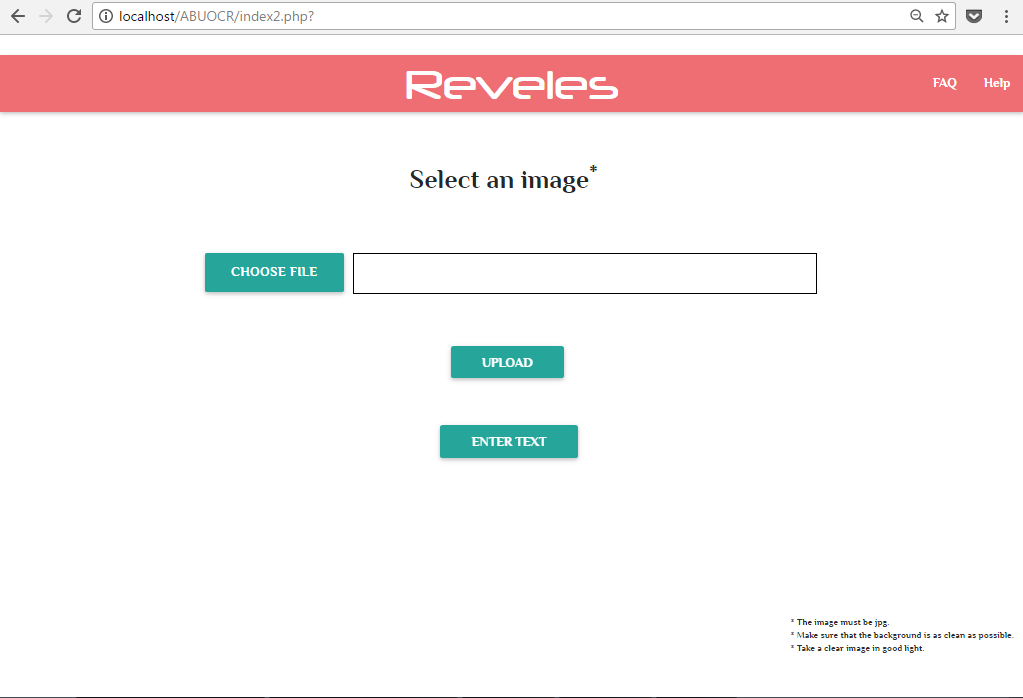 localhost/ABUOCR/index2.php?
Reveles
FAQ Help
Select an image*
CHOOSE FILE
UPLOAD
ENTER TEXT
* The image must be jpg.
* Make sure that the background is as clean as possible.
* Take a clear image in good light.